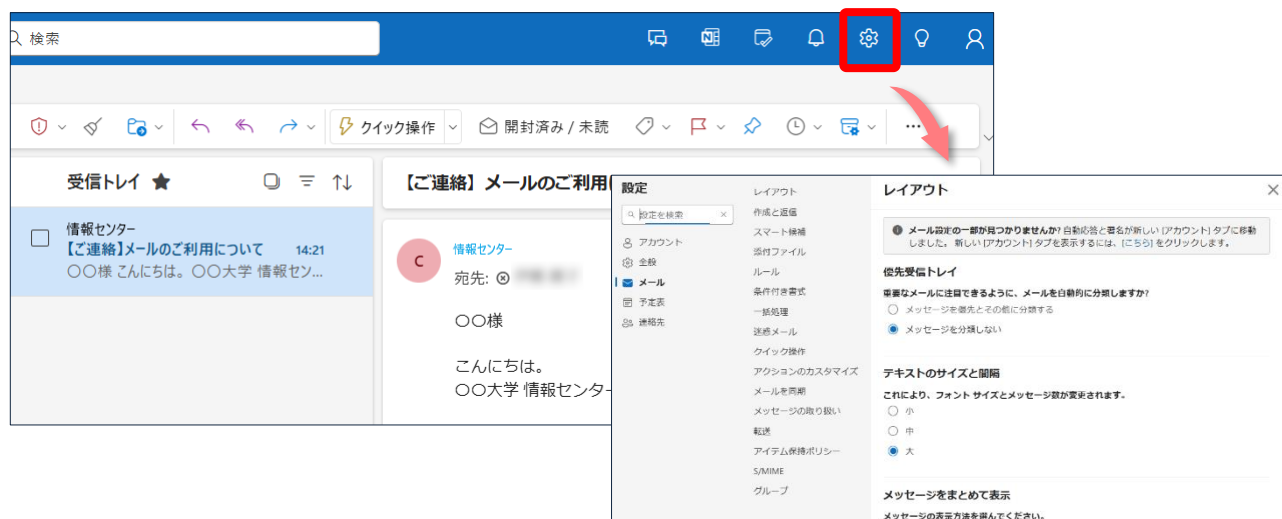 検索
クイック操作
開封済み / 未読
受信トレイ
情報センター
【ご連絡】メールのご利用について 14:21
〇〇様 こんにちは。〇〇大学 情報セン...
【ご連絡】メールのご利用
C
情報センター
宛先:
〇〇様
こんにちは。
〇〇大学 情報センター
設定
設定を検索
アカウント
全般
メール
予定表
連絡先
レイアウト
作成と返信
スマート候補
添付ファイル
ルール
条件付き書式
一括処理
迷惑メール
クイック操作
アクションのカスタマイズ
メールを同期
メッセージの取り扱い
転送
アイテム保持ポリシー
S/MIME
グループ
レイアウト
メール設定の一部が見つかりませんか? 自動応答と署名が新しい [アカウント] タブに移動
しました。 新しい [アカウント] タブを表示するには、[こちら] をクリックします。
優先受信トレイ
重要なメールに注目できるように、メールを自動的に分類しますか?
メッセージを優先とその他に分類する
メッセージを分類しない
テキストのサイズと間隔
これにより、フォント サイズとメッセージ数が変更されます。
小
中
大
メッセージをまとめて表示
メッセージの表示方法を選んでください。